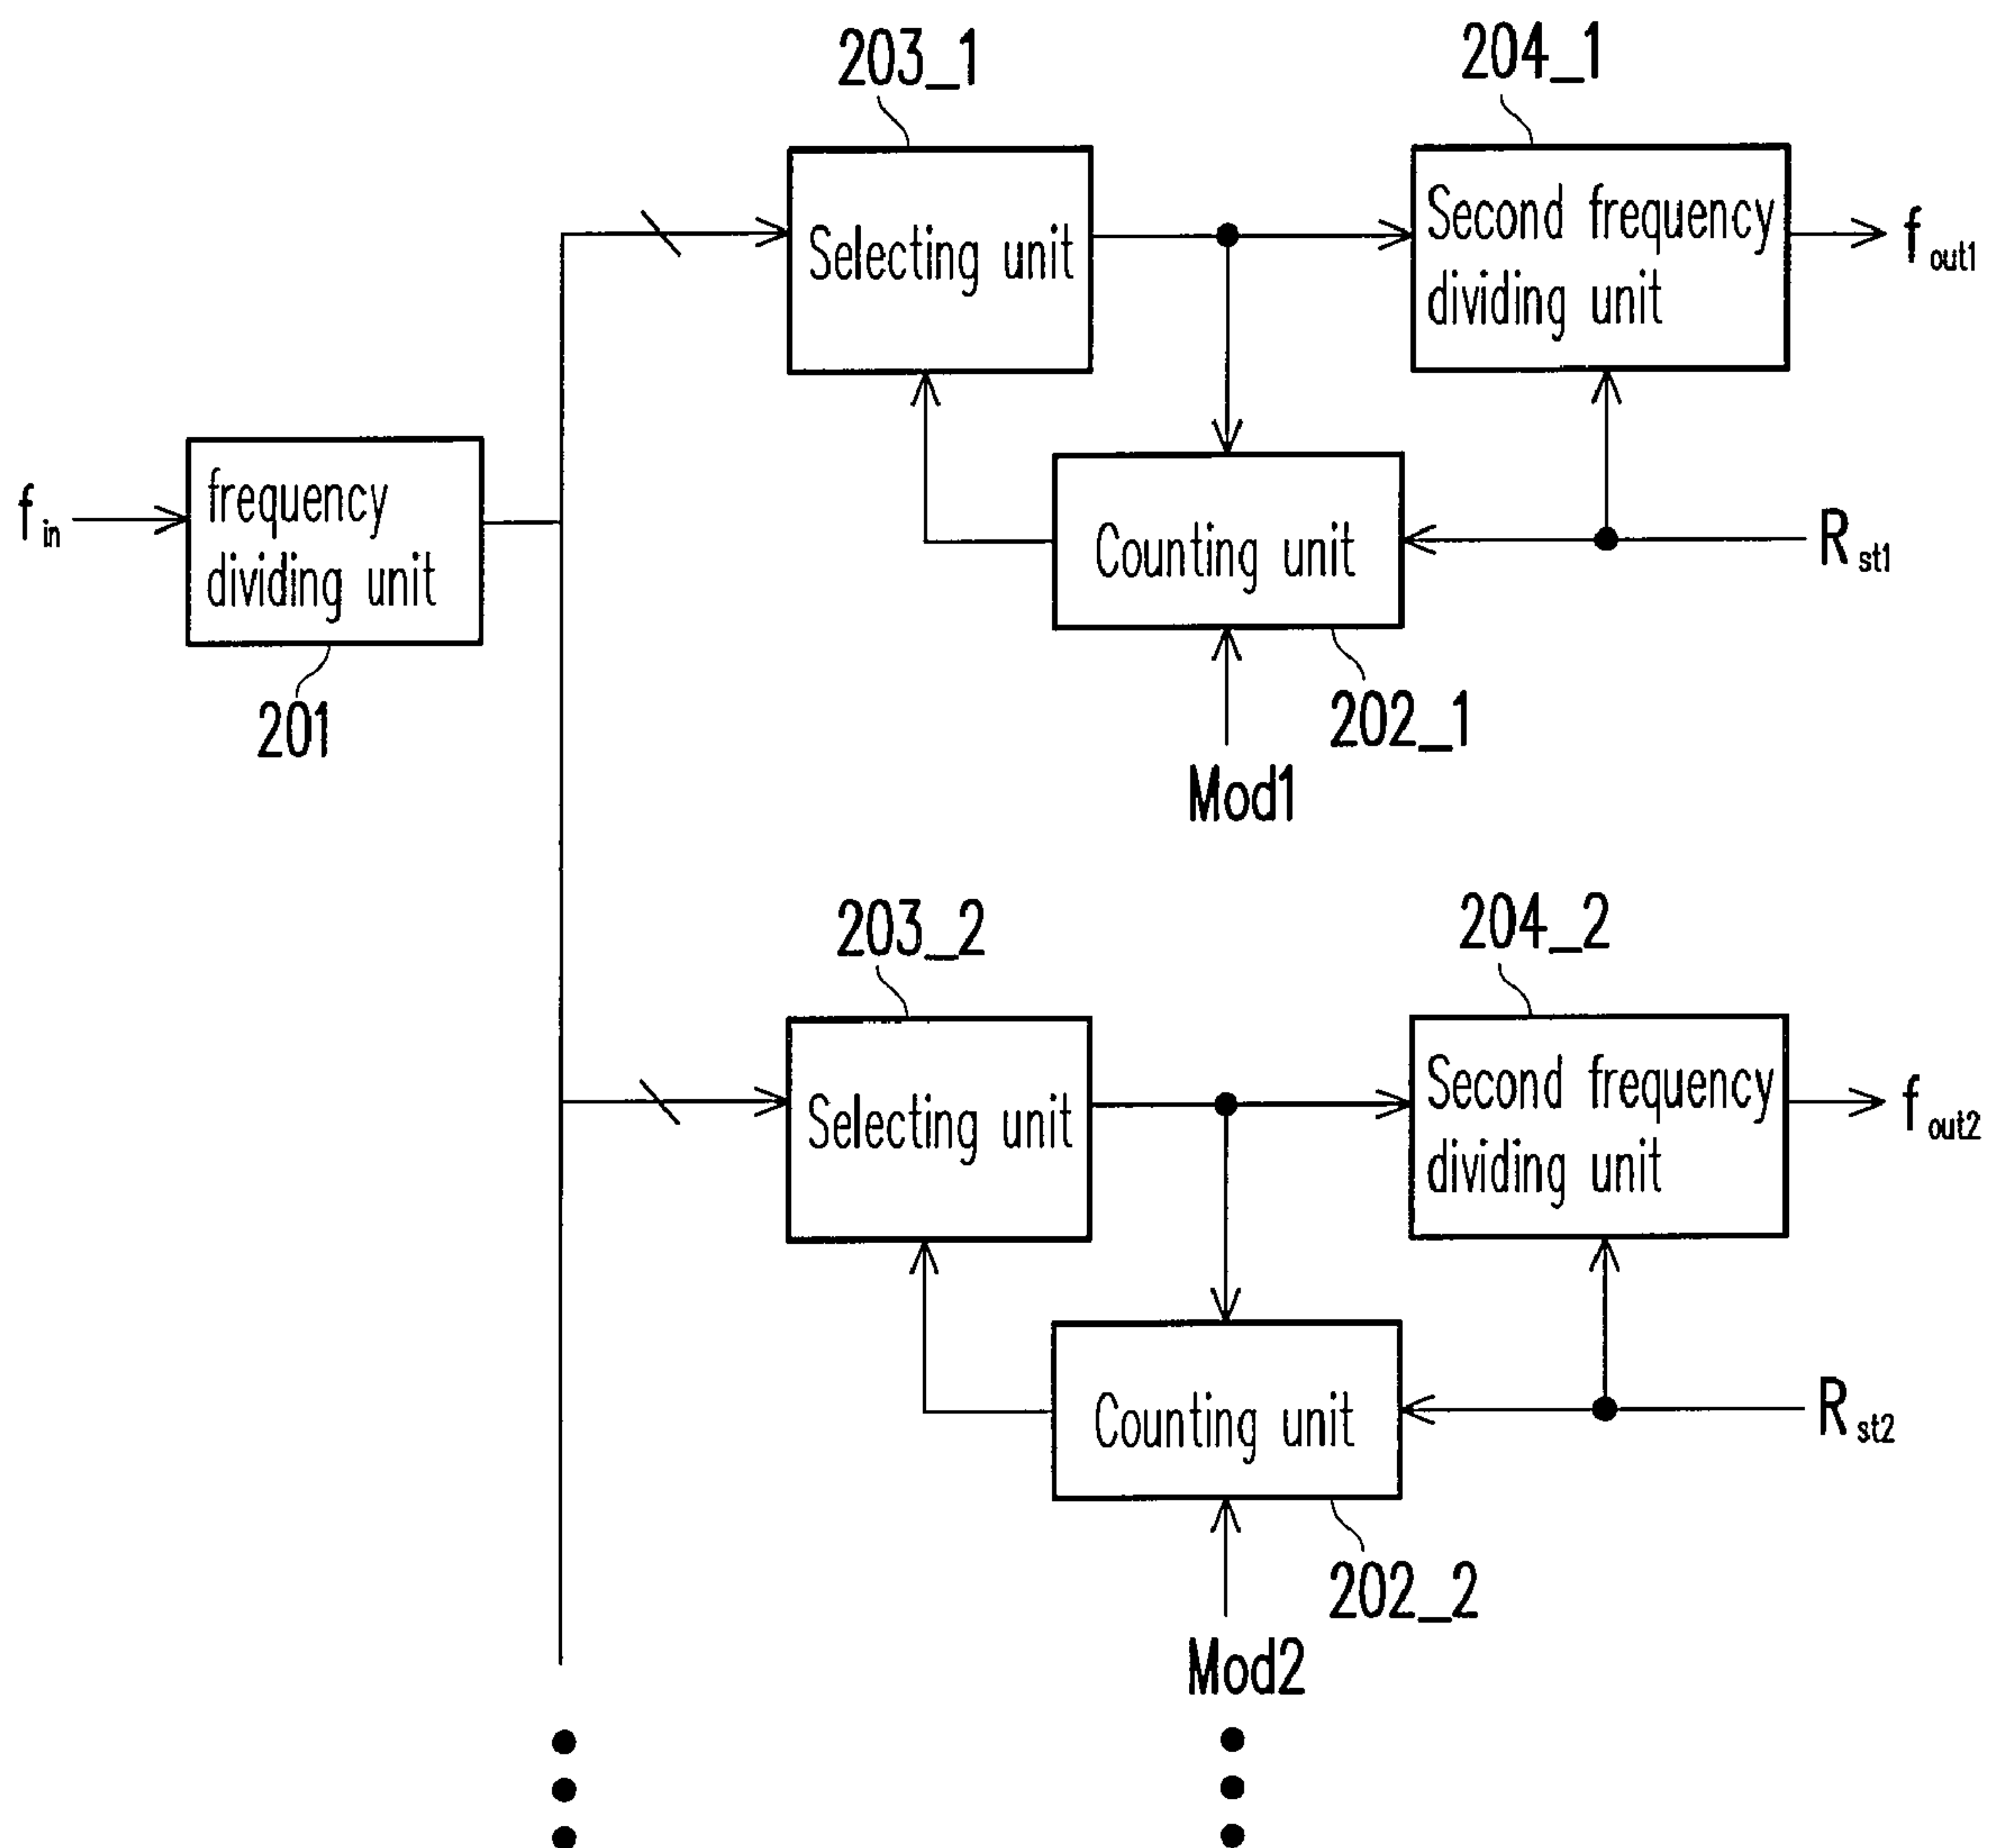 203_1
204_1
Selecting unit
Second frequency
dividing unit
f out1
f in
frequency
dividing unit
Counting unit
R st1
201
202_1
Mod1
203_2
204_2
Selecting unit
Second frequency
dividing unit
f out2
Counting unit
R st2
202_2
Mod2